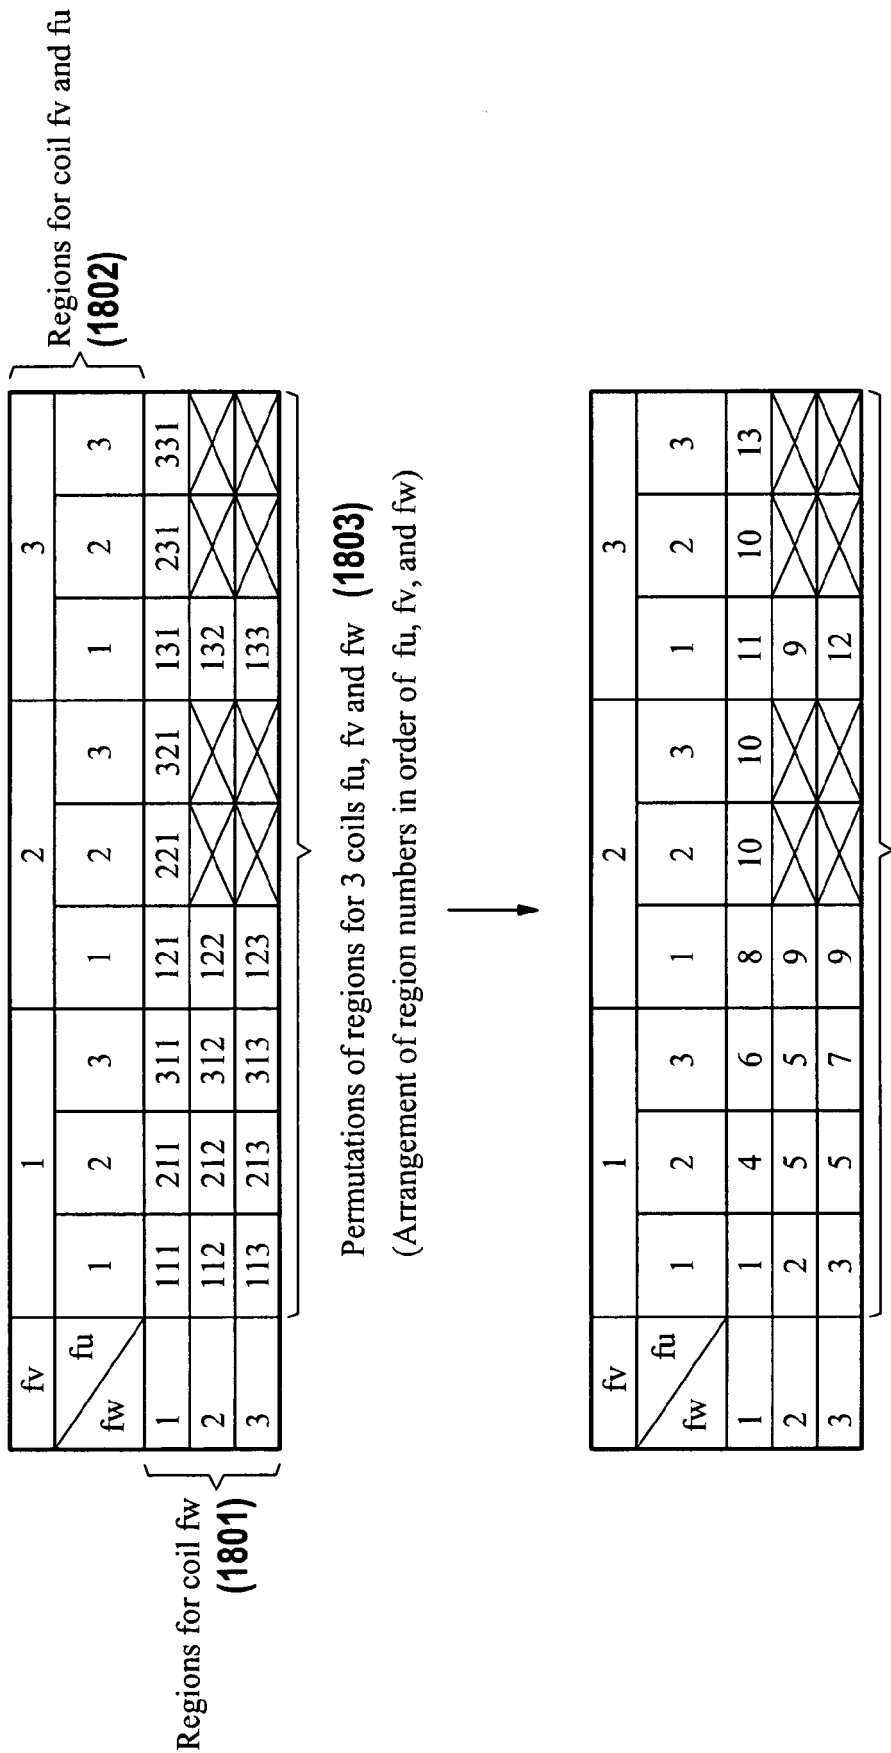 Regions for coil fv and fu
(1802)
fv 1 2 3
fu
fw 1 2 3 1 2 3 1 2 3
1 111 211 311 121 221 321 131 231 331
2 112 212 312 122 132
3 113 213 313 123 133
Regions for coil fw
(1801)
Permutations of regions for 3 coils fu, fv and fw (1803)
(Arrangement of region numbers in order of fu, fv, and fw)
fv 1 2 3
fu
fw 1 2 3 1 2 3 1 2 3
1 1 4 6 8 10 10 11 10 13
2 2 5 5 9 9
3 3 5 7 9 12